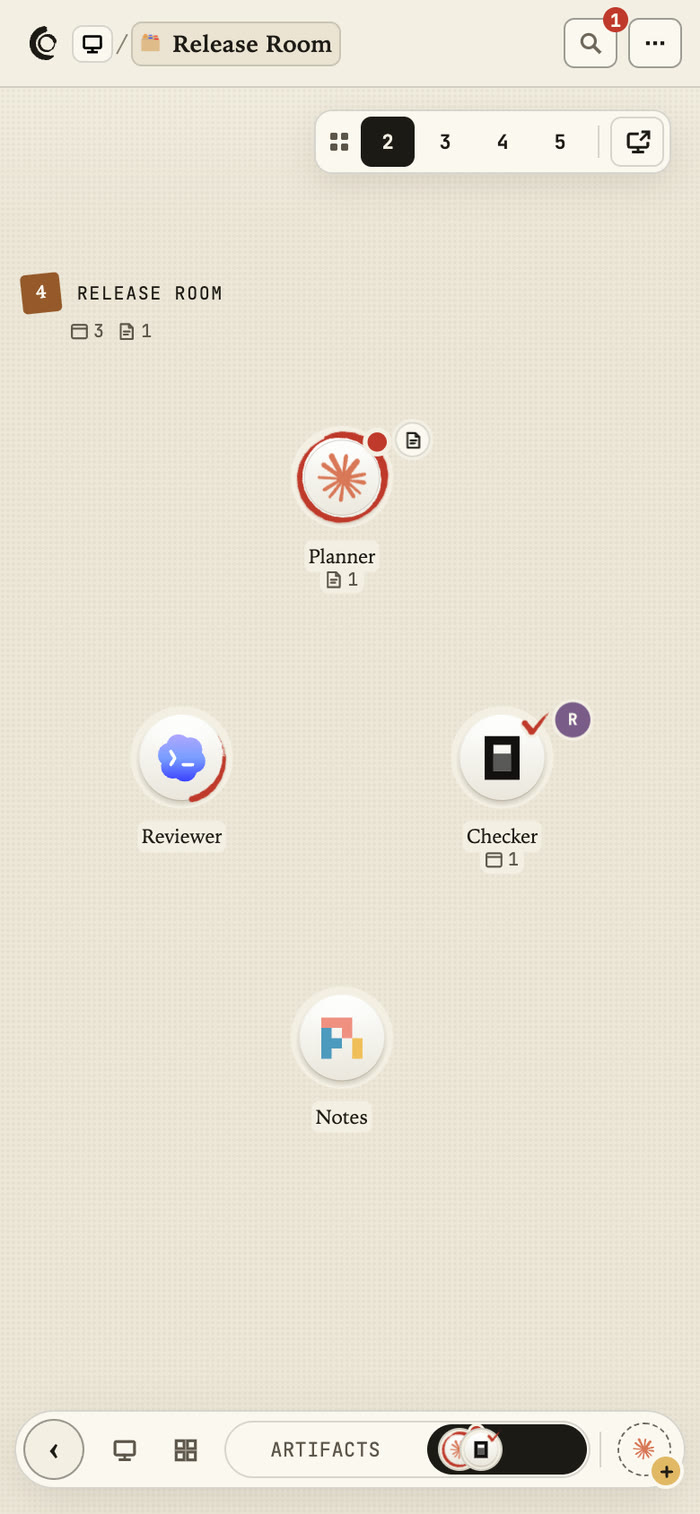 / Release Room
1
2 3 4 5
4 RELEASE ROOM
3 1
Planner
1
R
Reviewer
Checker
1
Notes
ARTIFACTS